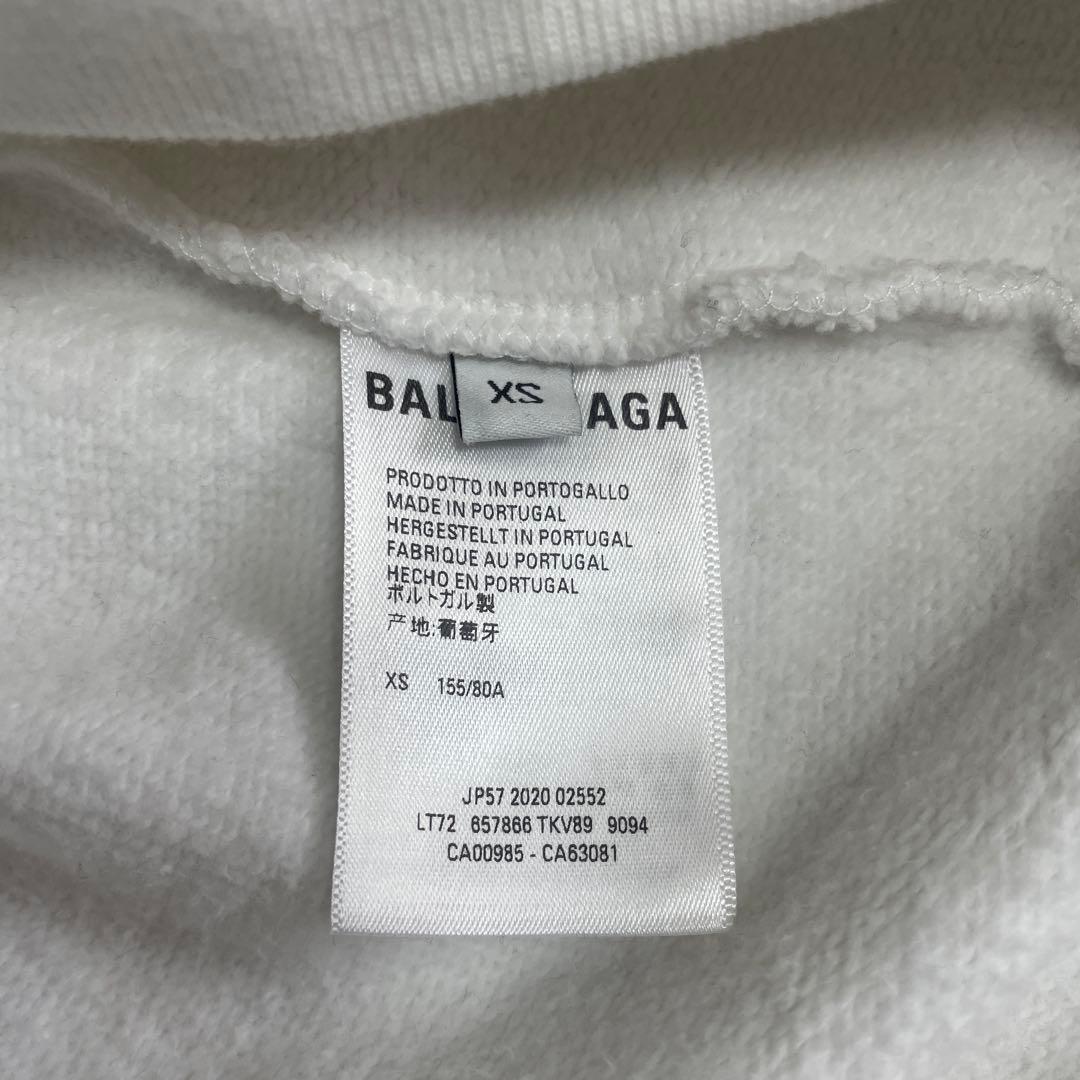 BAL AGA
XS
PRODOTTO IN PORTOGALLO
MADE IN PORTUGAL
HERGESTELLT IN PORTUGAL
FABRIQUE AU PORTUGAL
HECHO EN PORTUGAL
ポルトガル製
产地:葡萄牙
XS 155/80A
JP57 2020 02552
LT72 657866 TKV89 9094
CA00985 - CA63081